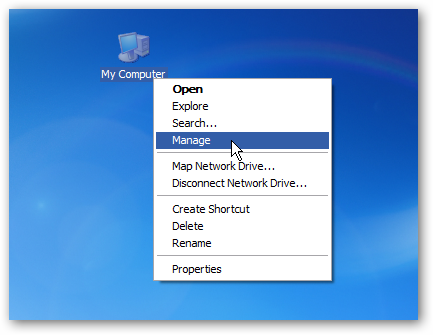 My Computer
Open
Explore
Search...
Manage
Map Network Drive...
Disconnect Network Drive...
Create Shortcut
Delete
Rename
Properties